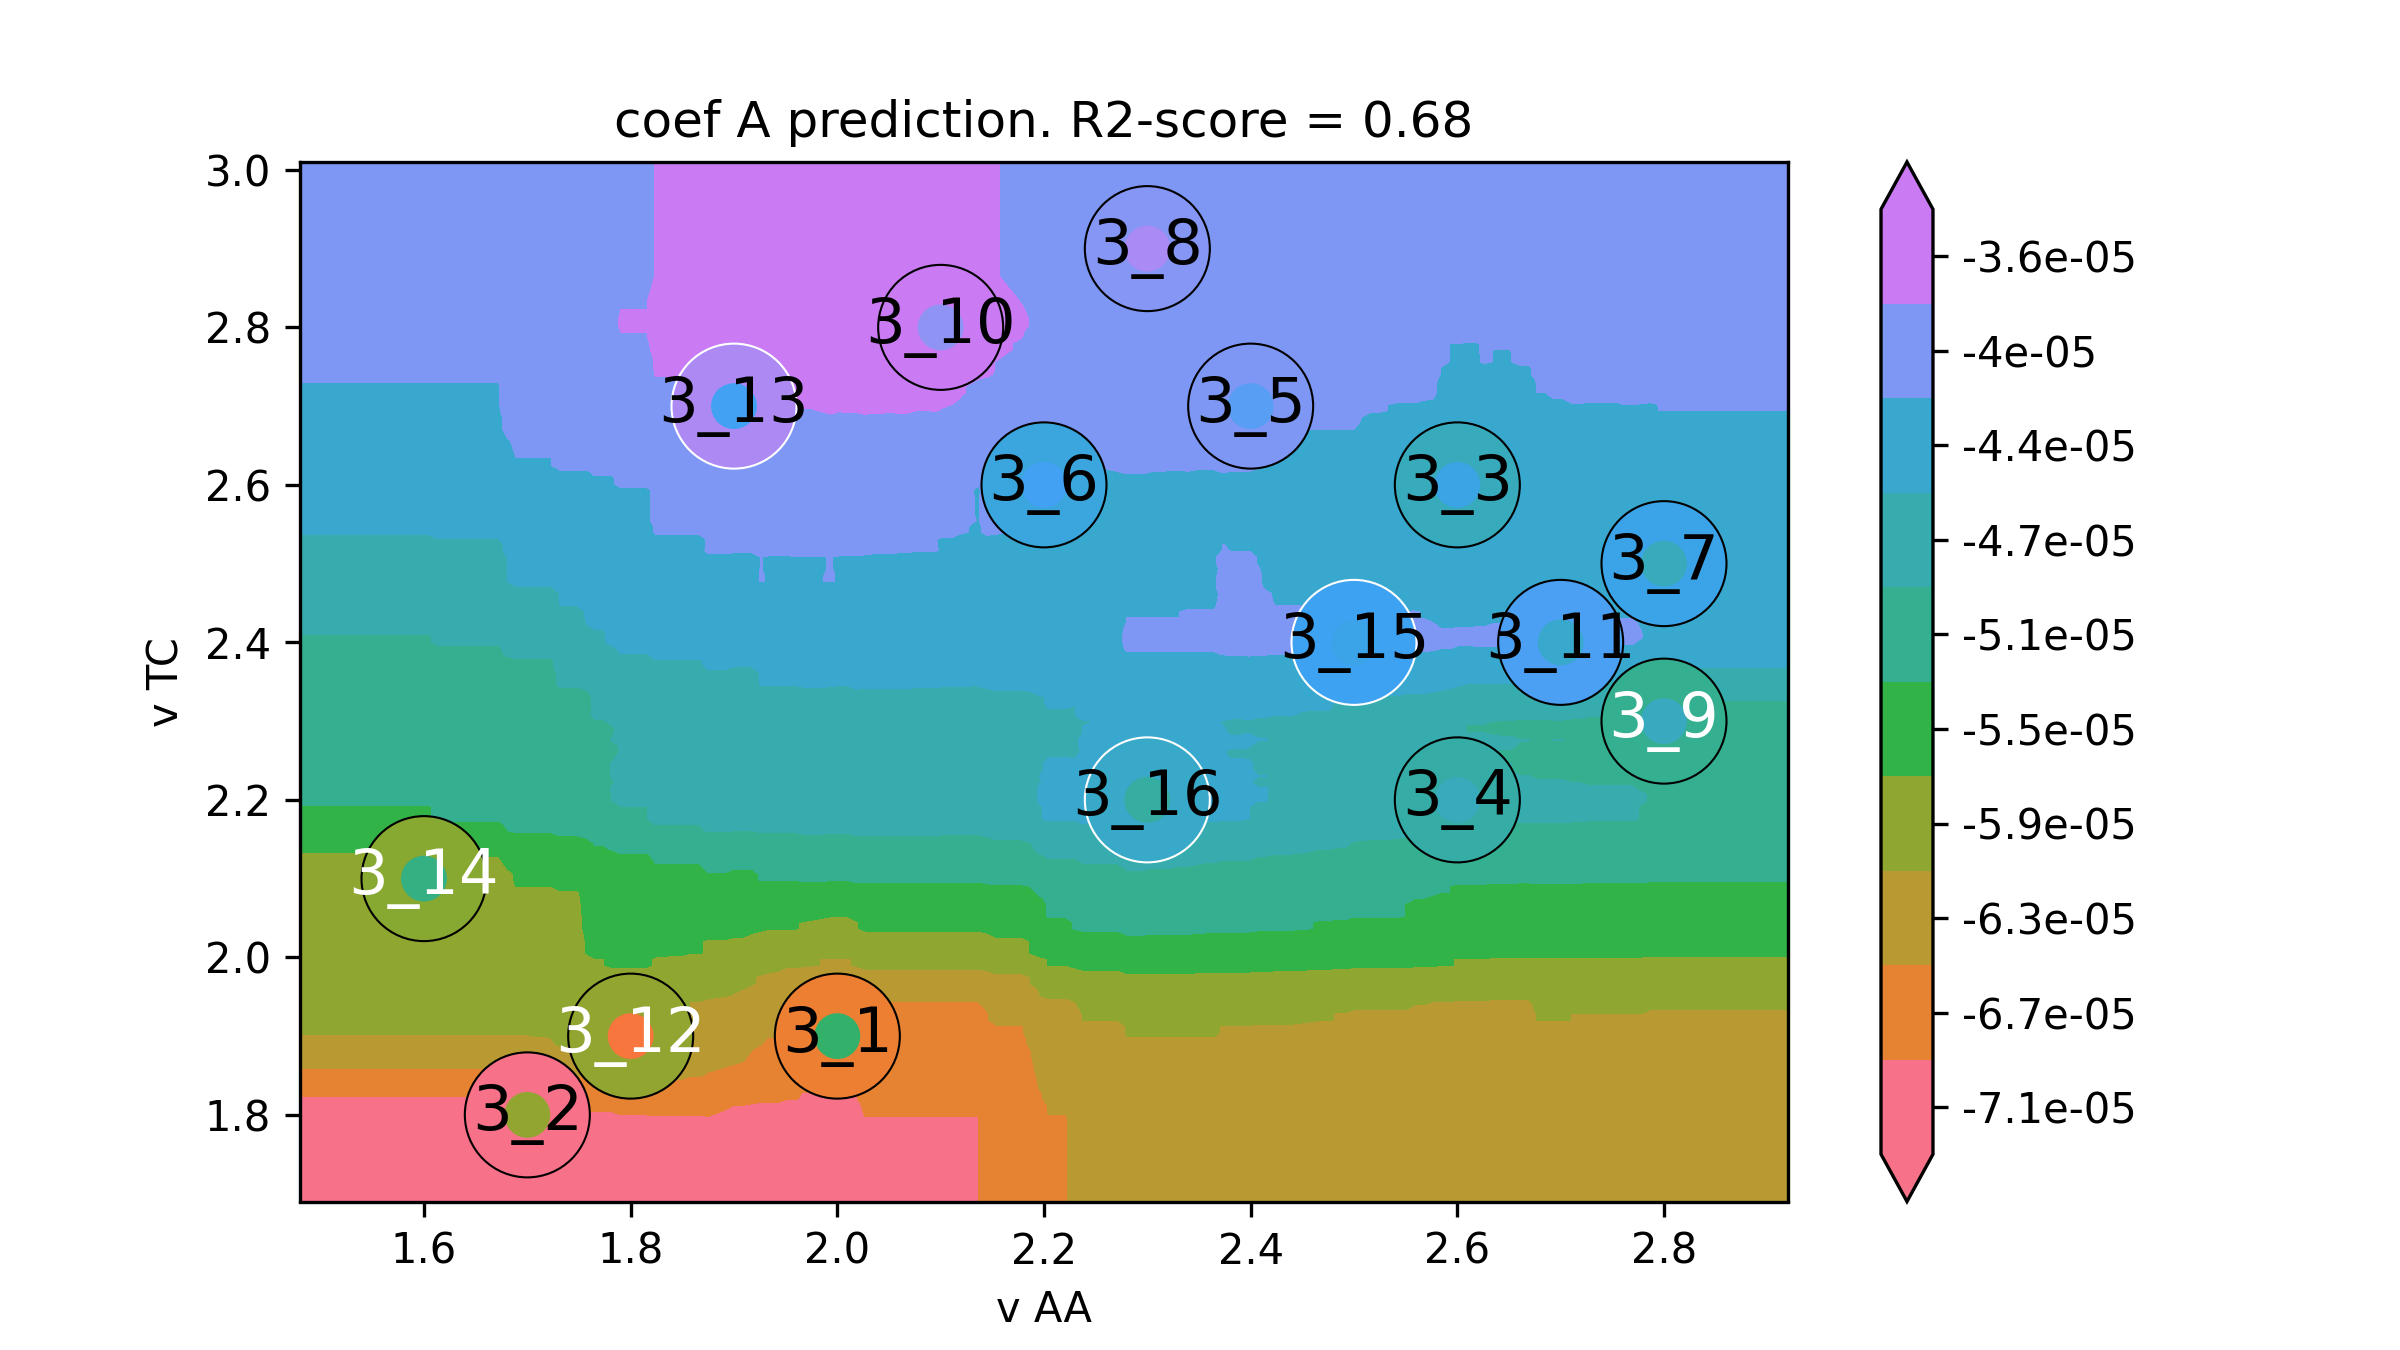 coef A prediction. R2-score = 0.68
3.0
2.8
2.6
2.4
2.2
2.0
1.8
v TC
3_8
3_10
3_13
3_5
3_6
3_3
3_7
3_15
3_11
3_9
3_16
3_4
3_14
3_12
3_1
3_2
1.6 1.8 2.0 2.2 2.4 2.6 2.8
v AA
-3.6e-05
-4e-05
-4.4e-05
-4.7e-05
-5.1e-05
-5.5e-05
-5.9e-05
-6.3e-05
-6.7e-05
-7.1e-05